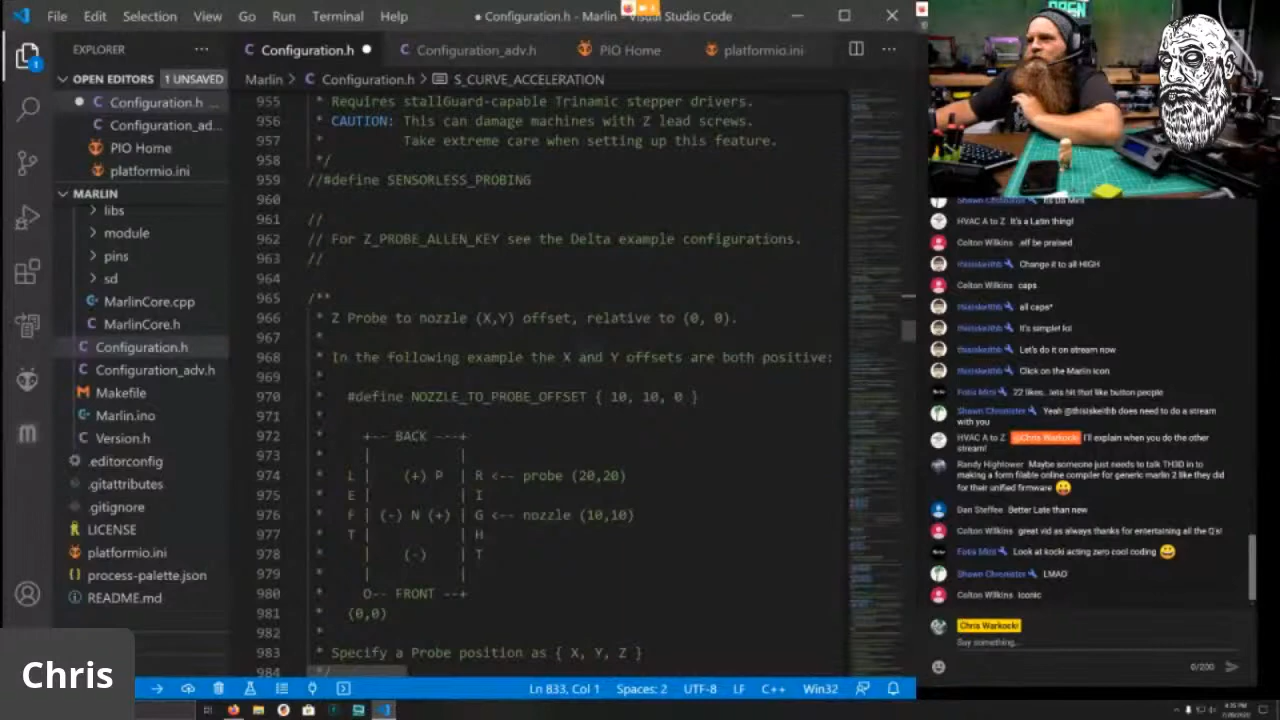 File Edit Selection View Go Run Terminal Help
Configuration.h - Marlin - Visual Studio Code
EXPLORER
Configuration.h
Configuration_adv.h
PIO Home
platformio.ini
OPEN EDITORS
1 UNSAVED
Marlin
Configuration.h
S_CURVE_ACCELERATION
Configuration.h ...
Configuration_ad...
PIO Home
platformio.ini
MARLIN
libs
module
pins
sd
MarlinCore.cpp
MarlinCore.h
Configuration.h
Configuration_adv.h
Makefile
Marlin.ino
Version.h
.editorconfig
.gitattributes
.gitignore
LICENSE
platformio.ini
process-palette.json
README.md
955 * Requires stallGuard-capable Trinamic stepper drivers.
956 * CAUTION: This can damage machines with Z lead screws.
957 * Take extreme care when setting up this feature.
958 */
959 //#define SENSORLESS_PROBING
960
961 //
962 // For Z_PROBE_ALLEN_KEY see the Delta example configurations.
963 //
964
965 /**
966 * Z Probe to nozzle (X,Y) offset, relative to (0, 0).
967 *
968 * In the following example the X and Y offsets are both positive:
969 *
970 * #define NOZZLE_TO_PROBE_OFFSET { 10, 10, 0 }
971 *
972 * +-- BACK ---+
973 * | |
974 * L | (+) P | R <-- probe (20,20)
975 * E | | I
976 * F | (-) N (+) | G <-- nozzle (10,10)
977 * T | | H
978 * | (-) | T
979 * | |
980 * O-- FRONT --+
981 * (0,0)
982 *
983 * Specify a Probe position as { X, Y, Z }
984 */
Ln 833, Col 1 Spaces: 2 UTF-8 LF C++ Win32
Chris
OPEN
HVAC A to Z It's a Latin thing!
Colton Wilkins .elf be praised
thisiskeithb Change it to all HIGH
Colton Wilkins caps
thisiskeithb all caps*
thisiskeithb It's simple! lol
thisiskeithb Let's do it on stream now
thisiskeithb Click on the Marlin icon
Fotis Mint 22 likes..lets hit that like button people
Shawn Chronister Yeah @thisiskeithb does need to do a stream
with you
HVAC A to Z @Chris Warkocki I'll explain when you do the other
stream!
Randy Hightower Maybe someone just needs to talk TH3D in to
making a form filable online compiler for generic marlin 2 like they did
for their unified firmware
Dan Steffee Better Late than new
Colton Wilkins great vid as always thanks for entertaining all the Q's!
Fotis Mint Look at kocki acting zero cool coding
Shawn Chronister LMAO
Colton Wilkins Iconic
Chris Warkocki
Say something...
0/200